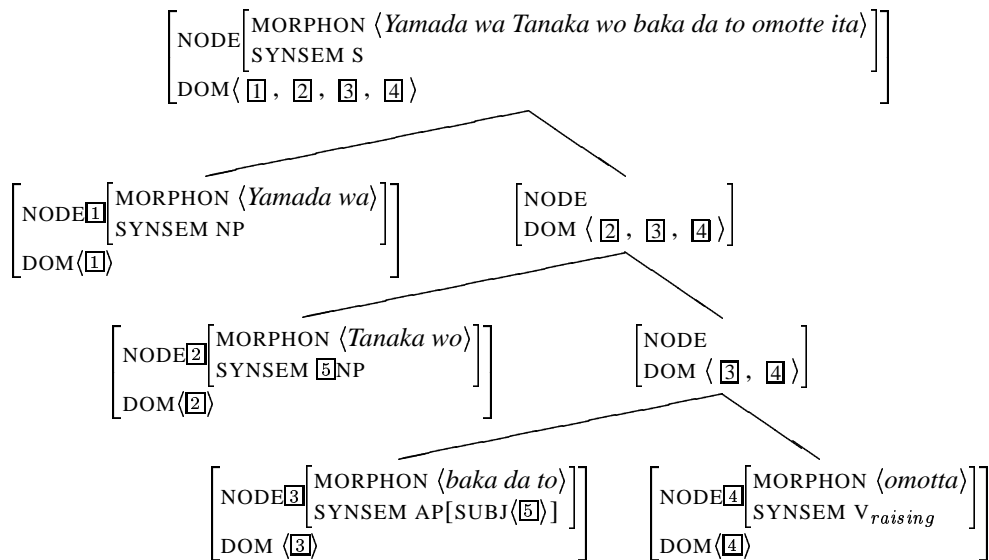 NODE[MORPHON ⟨Yamada wa Tanaka wo baka da to omotte ita⟩
SYNSEM S]
DOM⟨ 1 , 2 , 3 , 4 ⟩
NODE 1 [MORPHON ⟨Yamada wa⟩
SYNSEM NP]
DOM⟨ 1 ⟩
NODE
DOM ⟨ 2 , 3 , 4 ⟩
NODE 2 [MORPHON ⟨Tanaka wo⟩
SYNSEM 5 NP]
DOM⟨ 2 ⟩
NODE
DOM ⟨ 3 , 4 ⟩
NODE 3 [MORPHON ⟨baka da to⟩
SYNSEM AP[SUBJ⟨ 5 ⟩]]
DOM ⟨ 3 ⟩
NODE 4 [MORPHON ⟨omotta⟩
SYNSEM V_raising]
DOM⟨ 4 ⟩